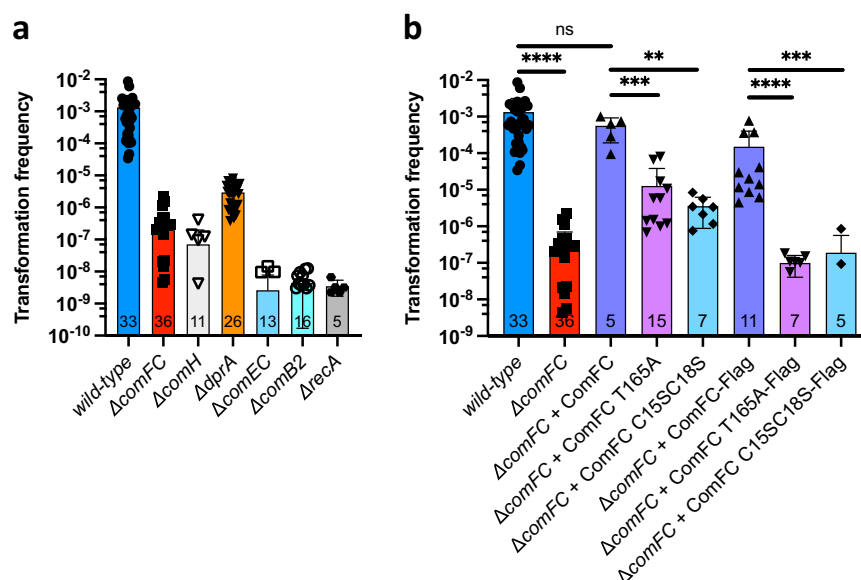 a
Transformation frequency
10-2
10-3
10-4
10-5
10-6
10-7
10-8
10-9
10-10
33
36
11
26
13
16
5
wild-type
ΔcomFC
ΔcomH
ΔdprA
ΔcomEC
ΔcomB2
ΔrecA
b
ns
****
**
***
***
****
Transformation frequency
10-2
10-3
10-4
10-5
10-6
10-7
10-8
10-9
33
36
5
15
7
11
7
5
wild-type
ΔcomFC
ΔcomFC + ComFC
ΔcomFC + ComFC T165A
ΔcomFC + ComFC C15SC18S
ΔcomFC + ComFC-Flag
ΔcomFC + ComFC T165A-Flag
ΔcomFC + ComFC C15SC18S-Flag